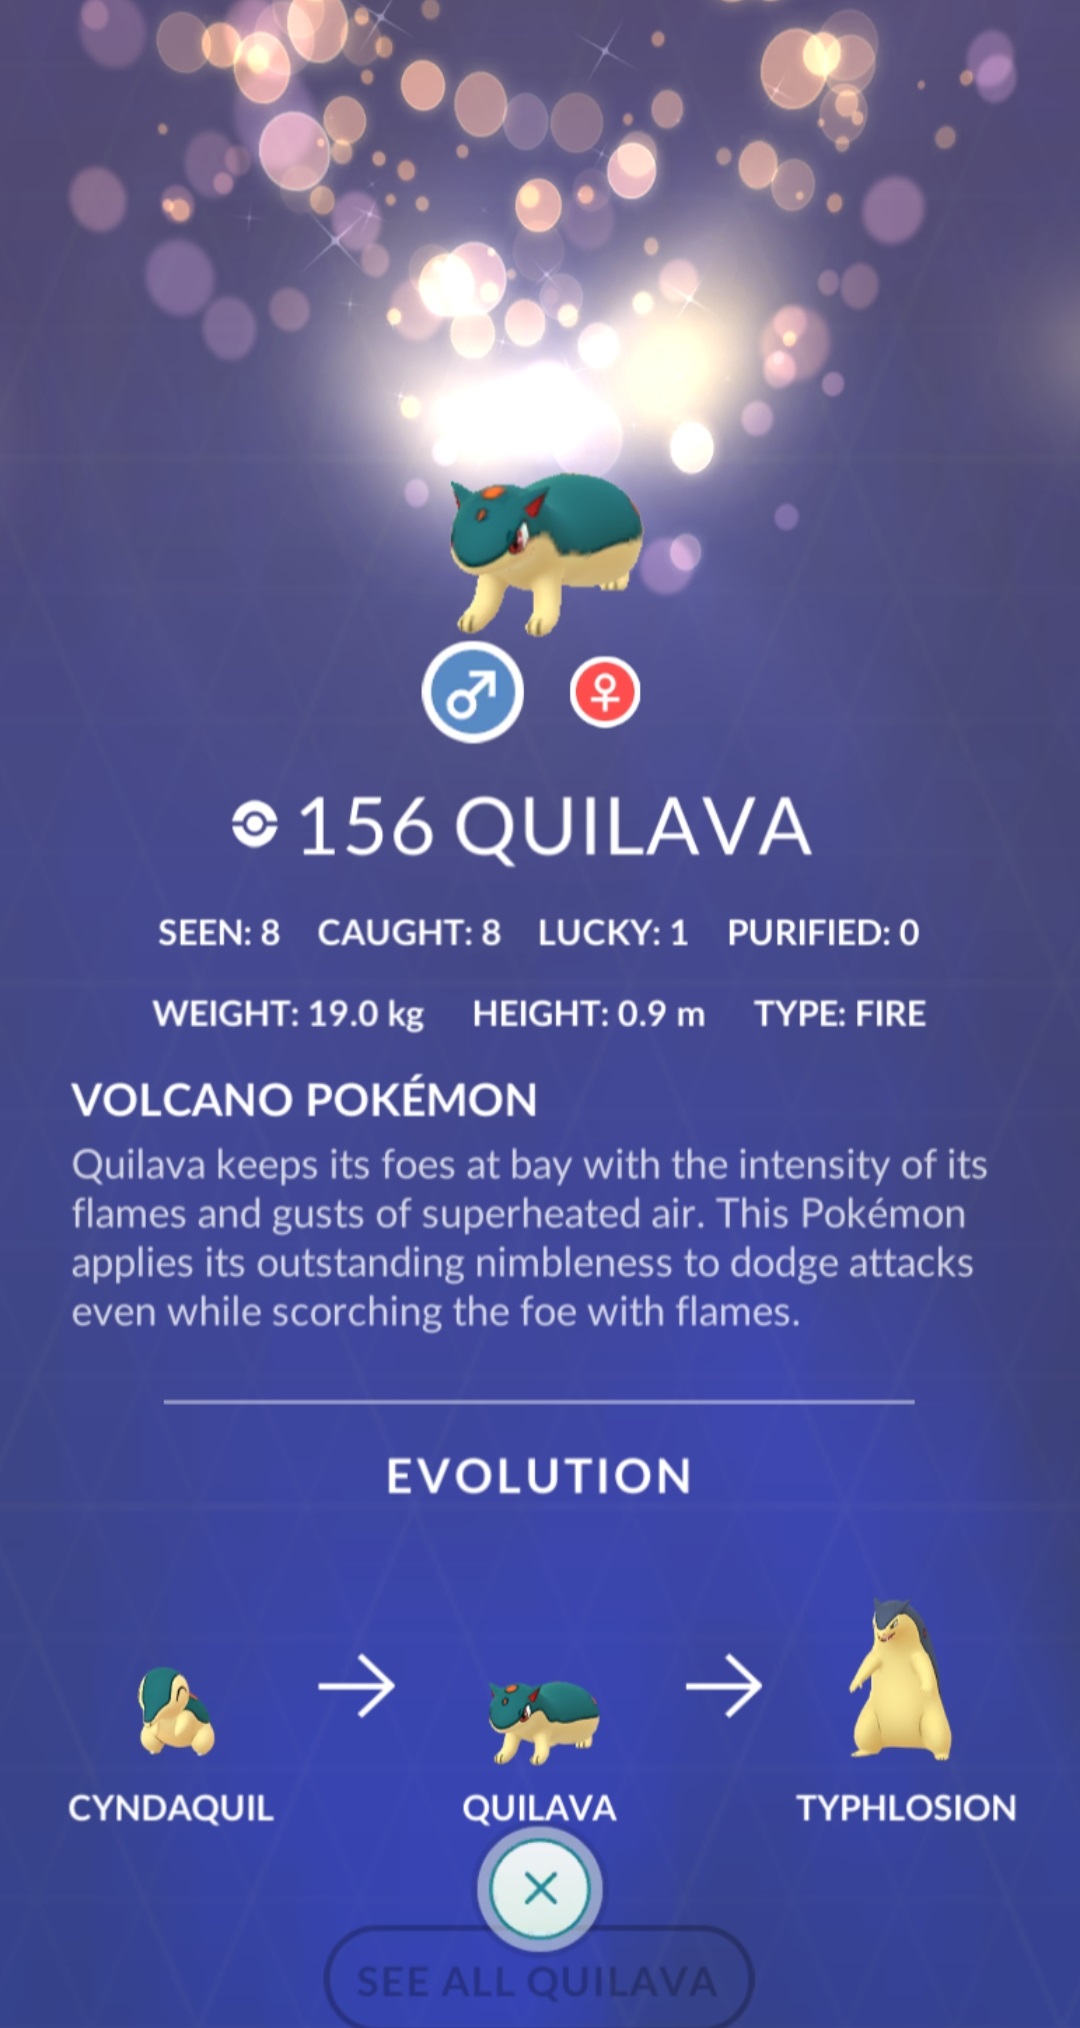 156 QUILAVA
SEEN: 8 CAUGHT: 8 LUCKY: 1 PURIFIED: 0
WEIGHT: 19.0 kg HEIGHT: 0.9 m TYPE: FIRE
VOLCANO POKÉMON
Quilava keeps its foes at bay with the intensity of its
flames and gusts of superheated air. This Pokémon
applies its outstanding nimbleness to dodge attacks
even while scorching the foe with flames.
EVOLUTION
CYNDAQUIL QUILAVA TYPHLOSION
SEE ALL QUILAVA